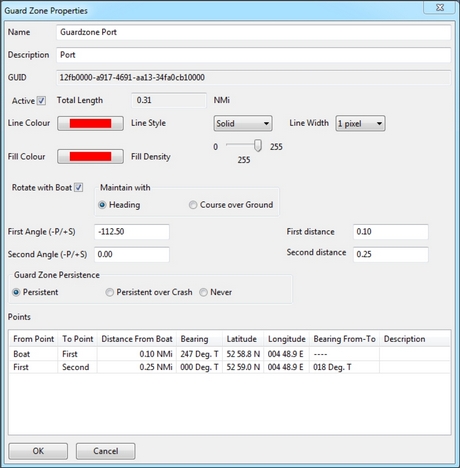 Guard Zone Properties
Name Guardzone Port
Description Port
GUID 12fb0000-a917-4691-aa13-34fa0cb10000
Active Total Length 0.31 NMi
Line Colour Line Style Solid Line Width 1 pixel
Fill Colour Fill Density 0 255
255
Rotate with Boat Maintain with
Heading Course over Ground
First Angle (-P/+S) -112.50 First distance 0.10
Second Angle (-P/+S) 0.00 Second distance 0.25
Guard Zone Persistence
Persistent Persistent over Crash Never
Points
From Point To Point Distance From Boat Bearing Latitude Longitude Bearing From-To Description
Boat First 0.10 NMi 247 Deg. T 52 58.8 N 004 48.9 E ----
First Second 0.25 NMi 000 Deg. T 52 59.0 N 004 48.9 E 018 Deg. T
OK Cancel